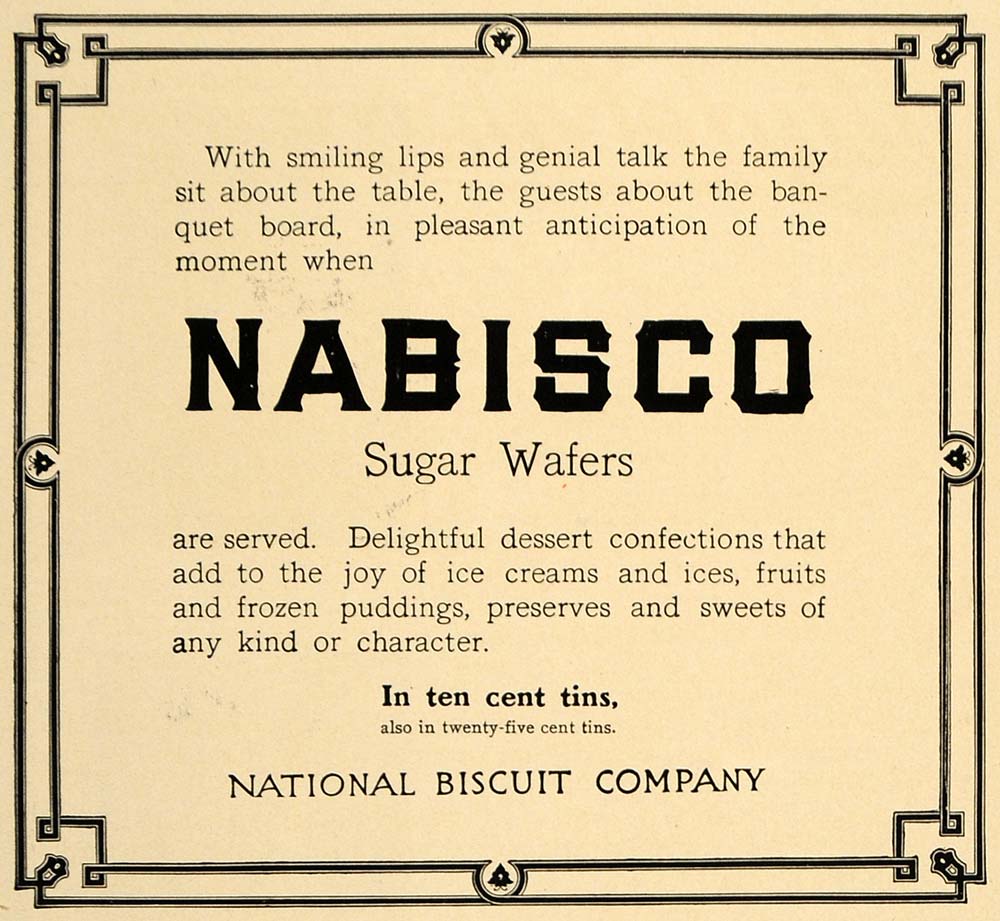 With smiling lips and genial talk the family
sit about the table, the guests about the ban-
quet board, in pleasant anticipation of the
moment when
NABISCO
Sugar Wafers
are served. Delightful dessert confections that
add to the joy of ice creams and ices, fruits
and frozen puddings, preserves and sweets of
any kind or character.
In ten cent tins,
also in twenty-five cent tins.
NATIONAL BISCUIT COMPANY